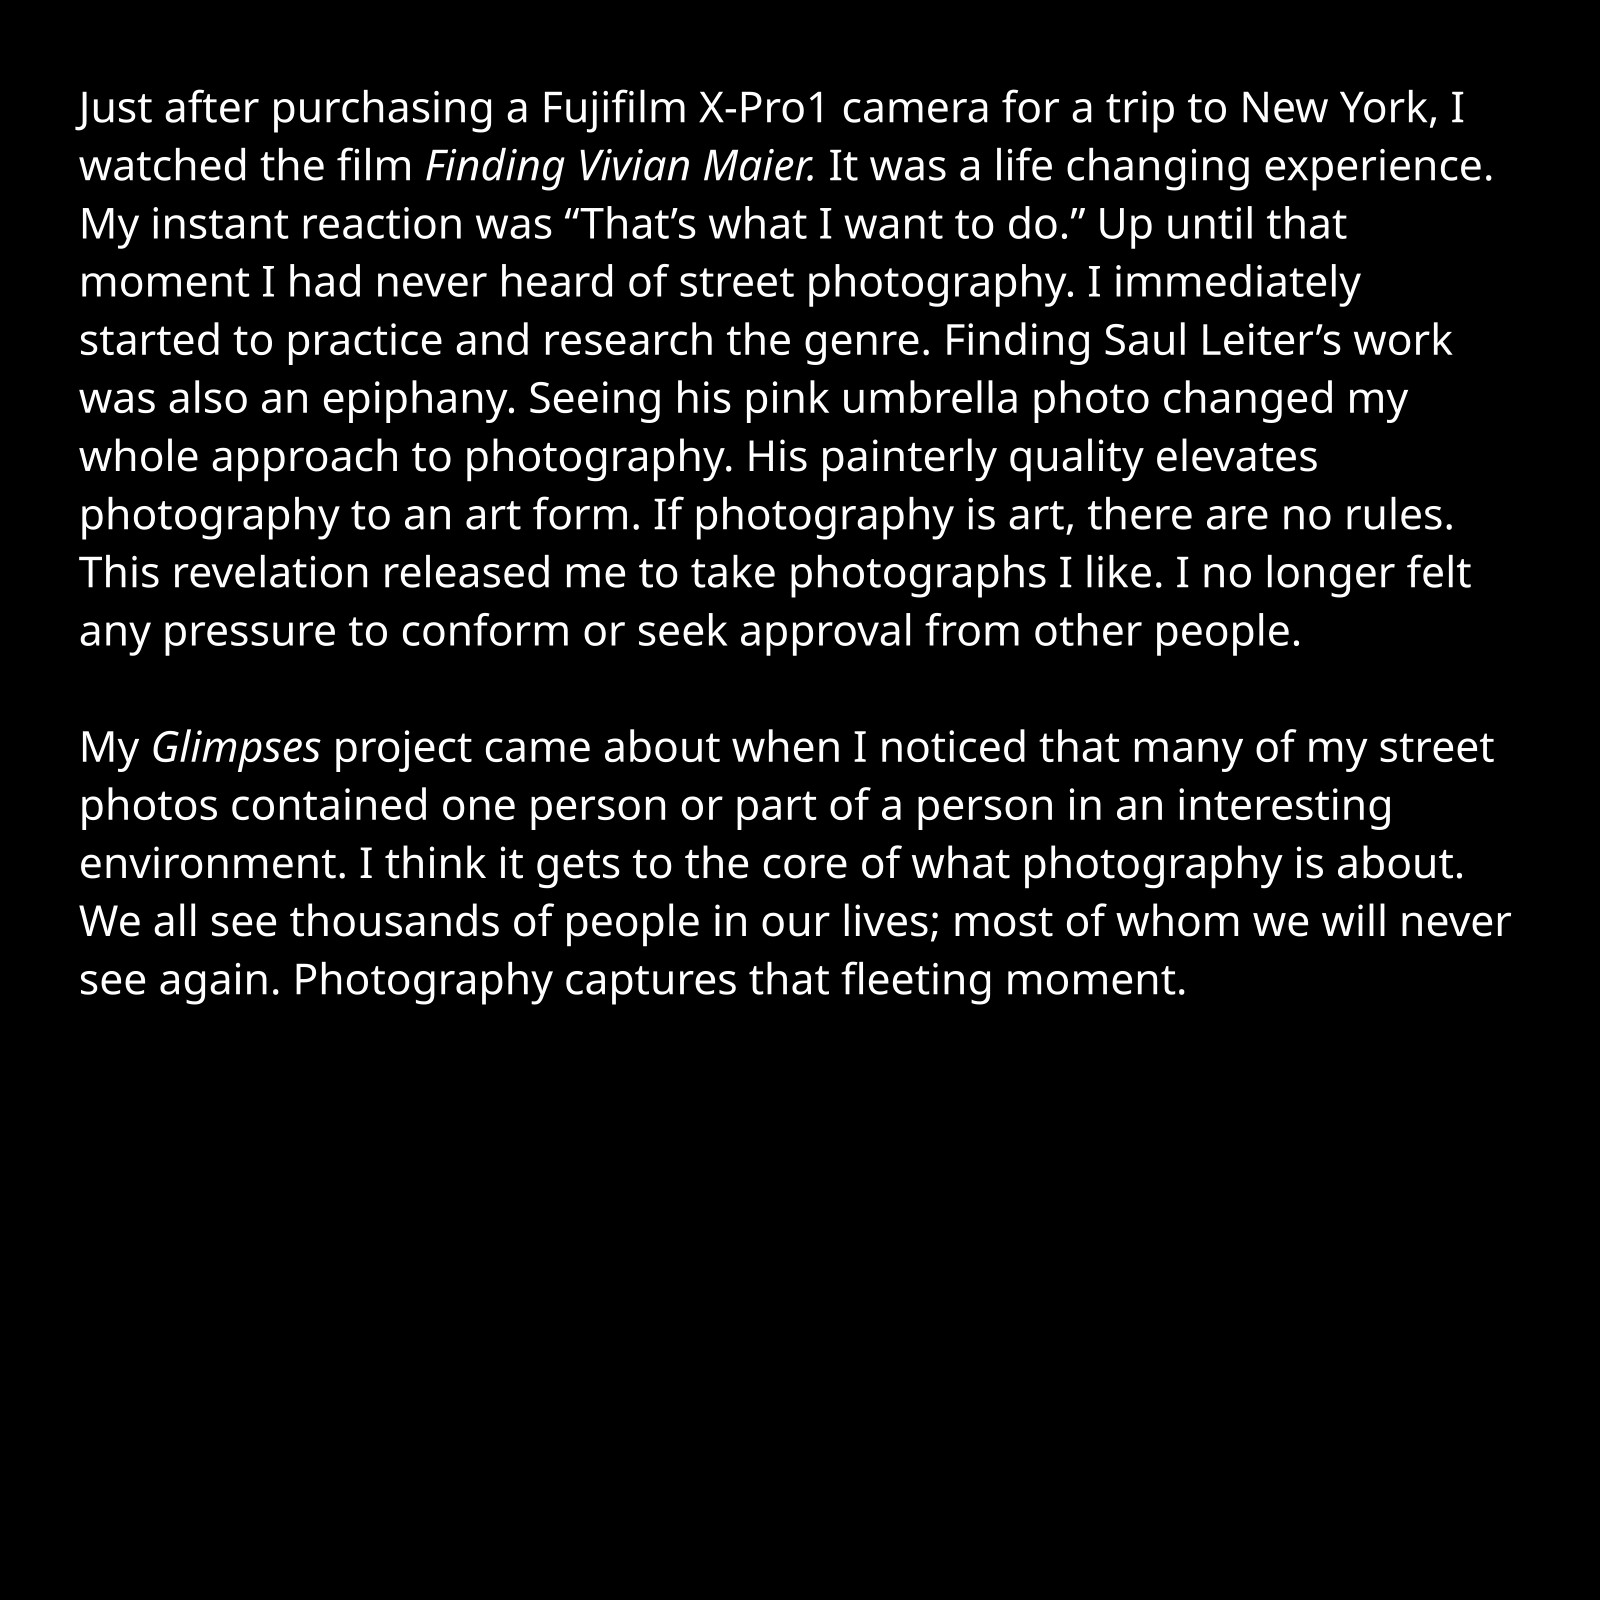 Just after purchasing a Fujifilm X-Pro1 camera for a trip to New York, I
watched the film Finding Vivian Maier. It was a life changing experience.
My instant reaction was “That’s what I want to do.” Up until that
moment I had never heard of street photography. I immediately
started to practice and research the genre. Finding Saul Leiter’s work
was also an epiphany. Seeing his pink umbrella photo changed my
whole approach to photography. His painterly quality elevates
photography to an art form. If photography is art, there are no rules.
This revelation released me to take photographs I like. I no longer felt
any pressure to conform or seek approval from other people.

My Glimpses project came about when I noticed that many of my street
photos contained one person or part of a person in an interesting
environment. I think it gets to the core of what photography is about.
We all see thousands of people in our lives; most of whom we will never
see again. Photography captures that fleeting moment.